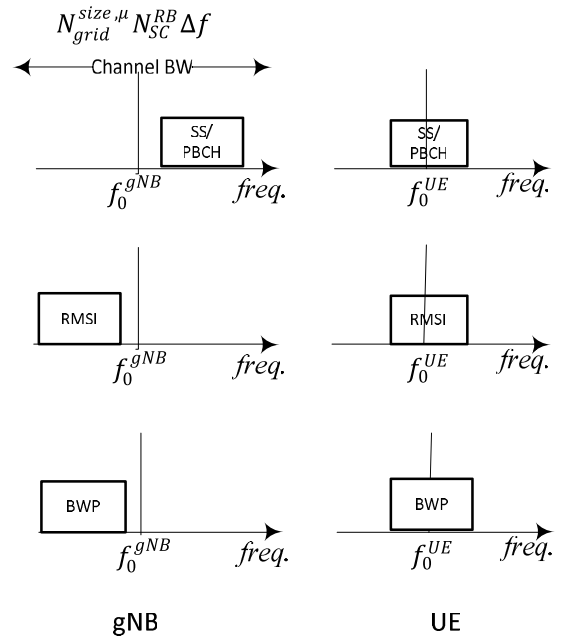 N_{grid}^{size,μ} N_{SC}^{RB} Δf
Channel BW
SS/
PBCH
f_0^{gNB}
freq.
SS/
PBCH
f_0^{UE}
freq.
RMSI
f_0^{gNB}
freq.
RMSI
f_0^{UE}
freq.
BWP
f_0^{gNB}
freq.
BWP
f_0^{UE}
freq.
gNB
UE